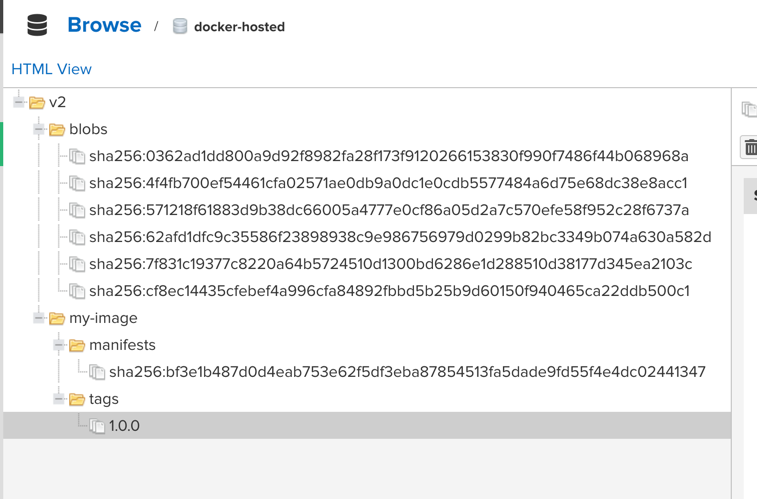 Browse / docker-hosted
HTML View
v2
blobs
sha256:0362ad1dd800a9d92f8982fa28f173f9120266153830f990f7486f44b068968a
sha256:4f4fb700ef54461cfa02571ae0db9a0dc1e0cdb5577484a6d75e68dc38e8acc1
sha256:571218f61883d9b38dc66005a4777e0cf86a05d2a7c570efe58f952c28f6737a
sha256:62afd1dfc9c35586f23898938c9e986756979d0299b82bc3349b074a630a582d
sha256:7f831c19377c8220a64b5724510d1300bd6286e1d288510d38177d345ea2103c
sha256:cf8ec14435cfebef4a996cfa84892fbbd5b25b9d60150f940465ca22ddb500c1
my-image
manifests
sha256:bf3e1b487d0d4eab753e62f5df3eba87854513fa5dade9fd55f4e4dc02441347
tags
1.0.0